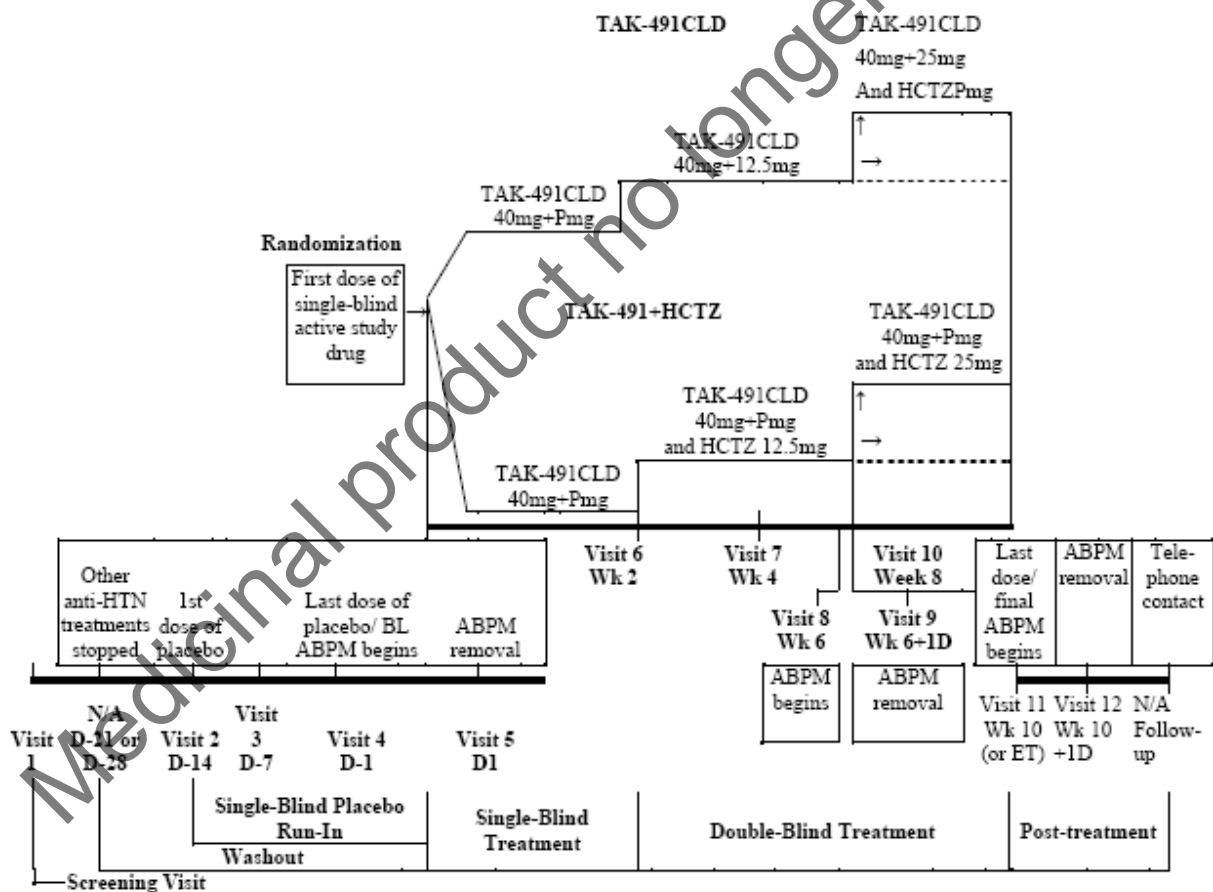 TAK-491CLD
TAK-491CLD
40mg+25mg
And HCTZPmg
TAK-491CLD
40mg+12.5mg
↑
→
TAK-491CLD
40mg+Pmg
Randomization
First dose of
single-blind
active study
drug
→
TAK-491+HCTZ
TAK-491CLD
40mg+Pmg
and HCTZ 25mg
TAK-491CLD
40mg+Pmg
and HCTZ 12.5mg
↑
→
TAK-491CLD
40mg+Pmg
Other
anti-HTN
treatments
stopped
1st
dose of
placebo
Last dose of
placebo/ BL
ABPM begins
ABPM
removal
Visit 6
Wk 2
Visit 7
Wk 4
Visit 8
Wk 6
ABPM
begins
Visit 10
Week 8
Visit 9
Wk 6+1D
ABPM
removal
Last
dose/
final
ABPM
begins
ABPM
removal
Tele-
phone
contact
Visit
1
N/A
D-21 or
D-28
Visit 2
D-14
Visit
3
D-7
Visit 4
D-1
Visit 5
D1
Visit 11
Wk 10
(or ET)
Visit 12
Wk 10
+1D
N/A
Follow-
up
Single-Blind Placebo
Run-In
Washout
Single-Blind
Treatment
Double-Blind Treatment
Post-treatment
Screening Visit
Medicinal product no longer